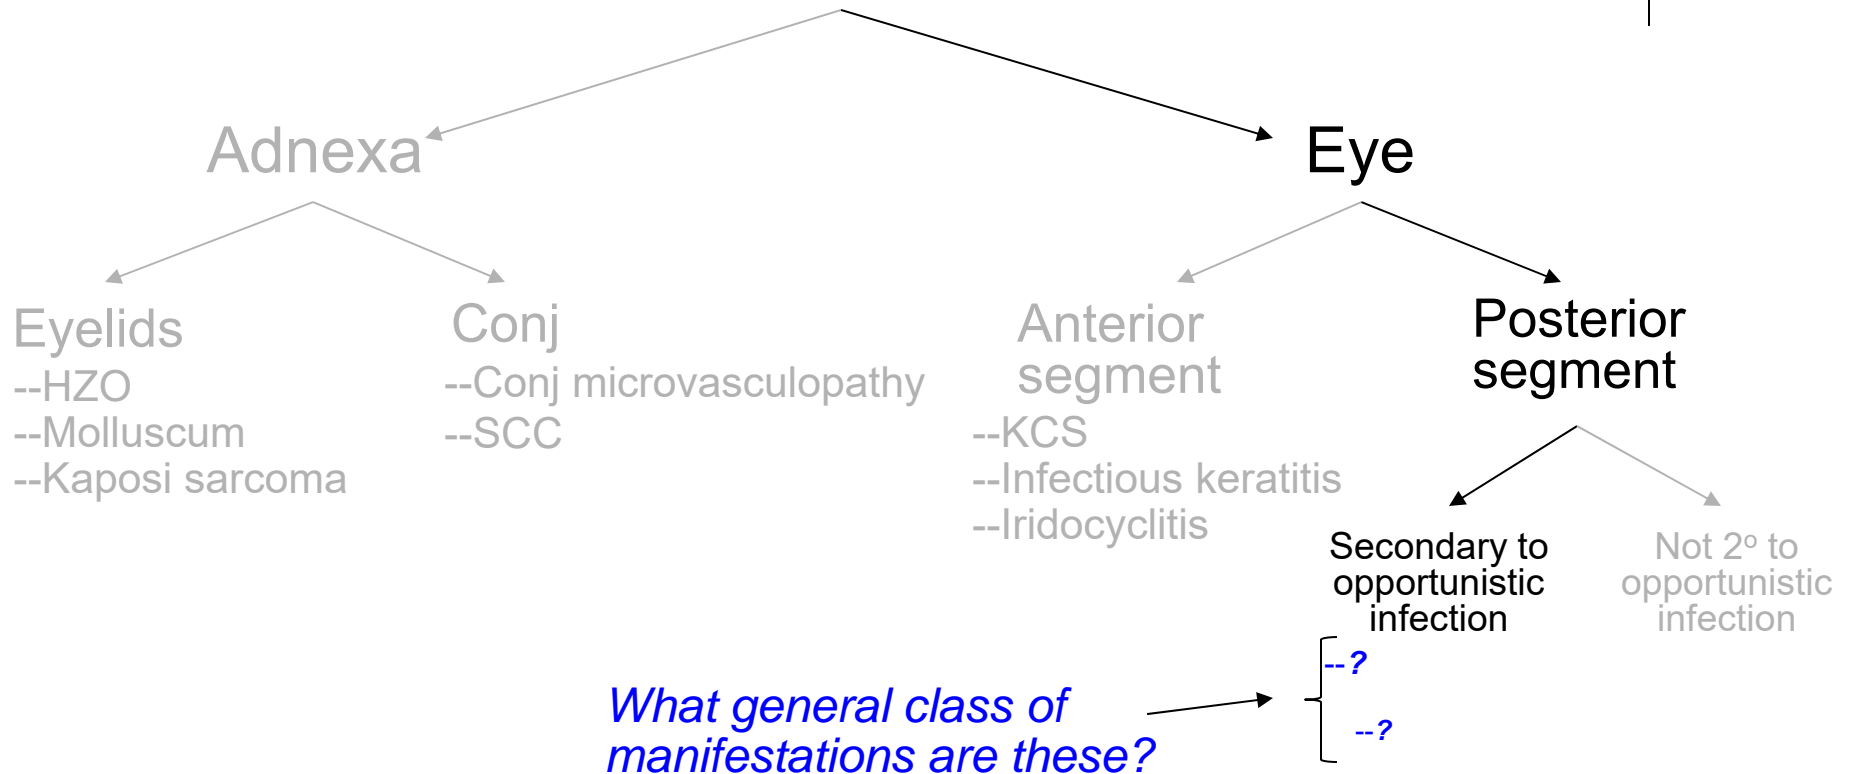 Adnexa
Eye
Eyelids
--HZO
--Molluscum
--Kaposi sarcoma
Conj
--Conj microvasculopathy
--SCC
Anterior
segment
--KCS
--Infectious keratitis
--Iridocyclitis
Posterior
segment
Secondary to
opportunistic
infection
Not 2º to
opportunistic
infection
--?
--?
What general class of
manifestations are these?